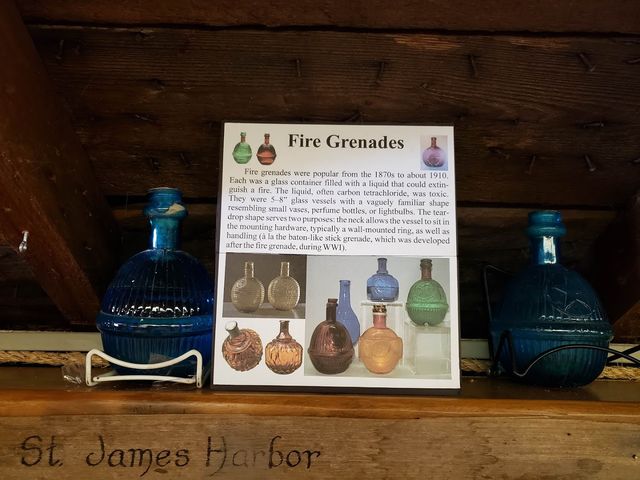 Fire Grenades
Fire grenades were popular from the 1870s to about 1910.
Each was a glass container filled with a liquid that could extin-
guish a fire. The liquid, often carbon tetrachloride, was toxic.
They were 5-8" glass vessels with a vaguely familiar shape
resembling small vases, perfume bottles, or lightbulbs. The tear-
drop shape serves two purposes: the neck allows the vessel to sit in
the mounting hardware, typically a wall-mounted ring, as well as
handling (à la the baton-like stick grenade, which was developed
after the fire grenade, during WWI).
St. James Harbor